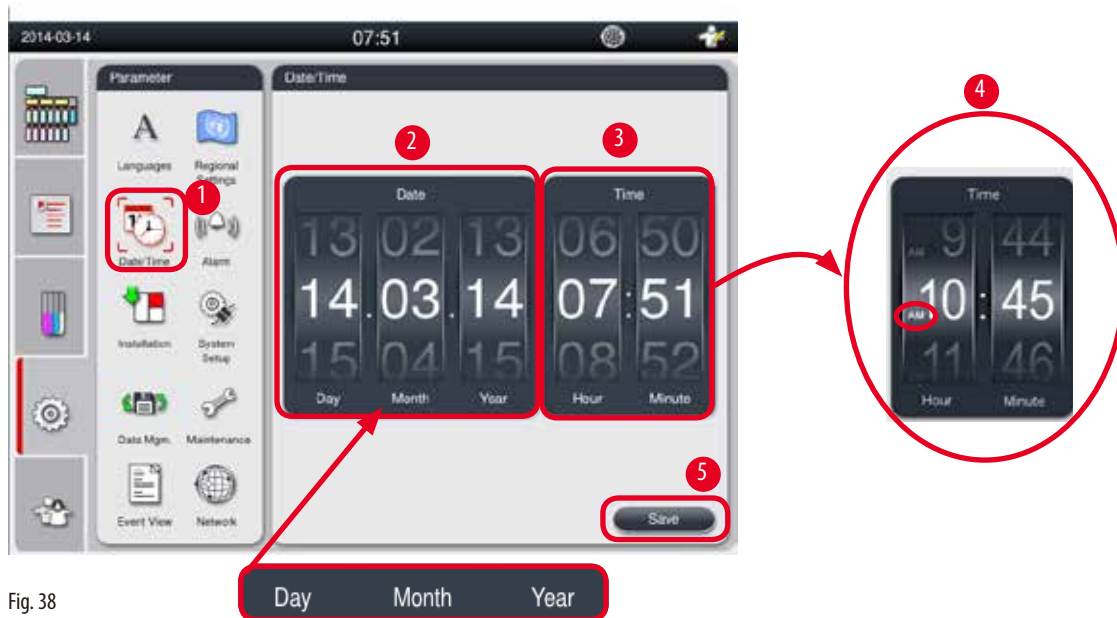 2014-03-14 07:51
Parameter
Languages
Regional Settings
1
Date/Time
Alarm
Installation
System Setup
Data Mgm.
Maintenance
Event View
Network
Date/Time
2
Date
13 02 13
14.03.14
15 04 15
Day Month Year
3
Time
06 50
07:51
08 52
Hour Minute
5
Save
4
Time
AM 9 44
AM 10:45
11 46
Hour Minute
Day Month Year
Fig. 38